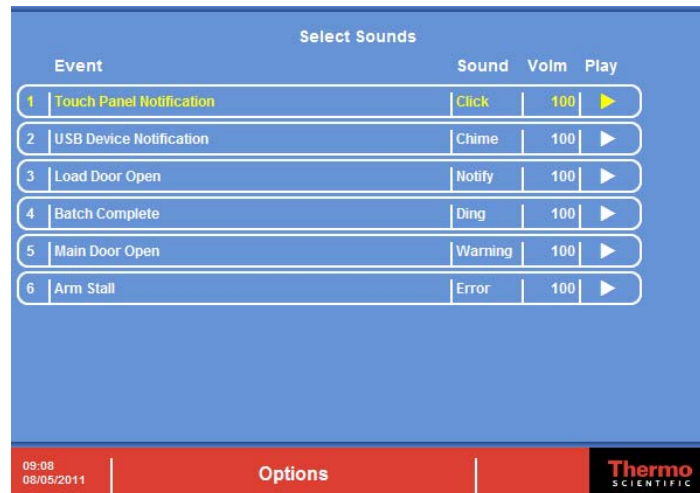 Select Sounds
Event Sound Volm Play
1 Touch Panel Notification Click 100
2 USB Device Notification Chime 100
3 Load Door Open Notify 100
4 Batch Complete Ding 100
5 Main Door Open Warning 100
6 Arm Stall Error 100
09:08
08/05/2011
Options
Thermo
SCIENTIFIC